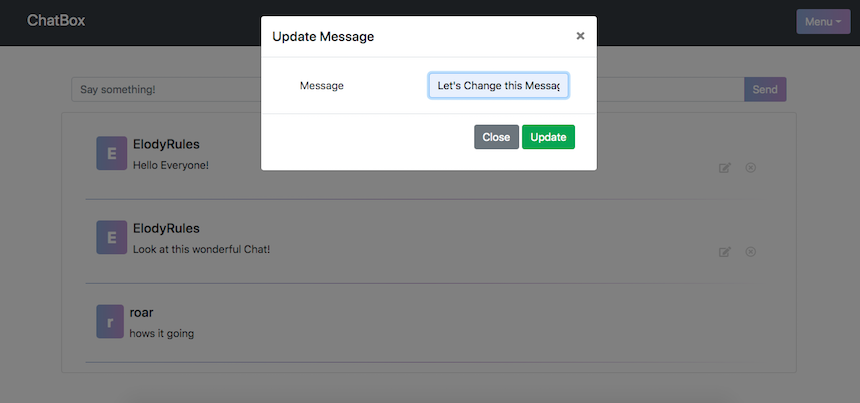 ChatBox
Menu
Update Message
×
Message
Let's Change this Messag
Close
Update
Say something!
Send
E
ElodyRules
Hello Everyone!
E
ElodyRules
Look at this wonderful Chat!
r
roar
hows it going